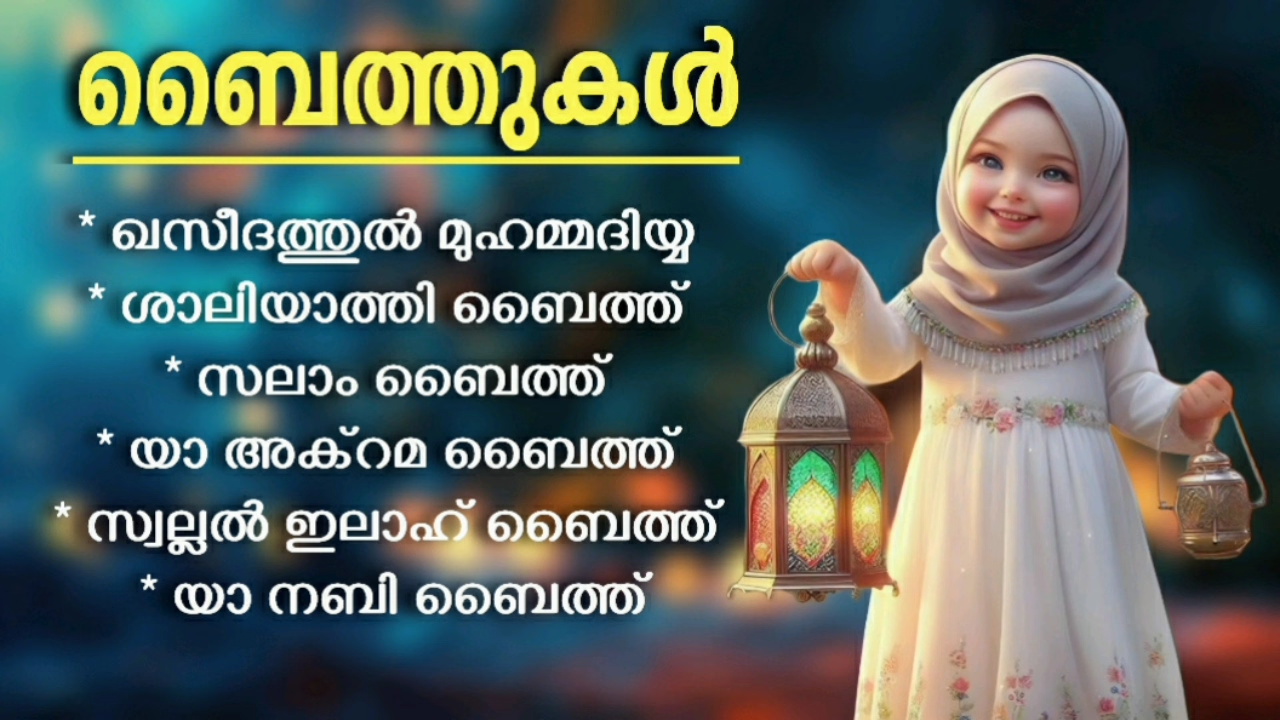 ബൈത്തുകൾ
* ഖസീദത്തുൽ മുഹമ്മദിയ്യ
* ശാലിയാത്തി ബൈത്ത്
* സലാം ബൈത്ത്
* യാ അക്റമ ബൈത്ത്
* സ്വല്ലൽ ഇലാഹ് ബൈത്ത്
* യാ നബി ബൈത്ത്